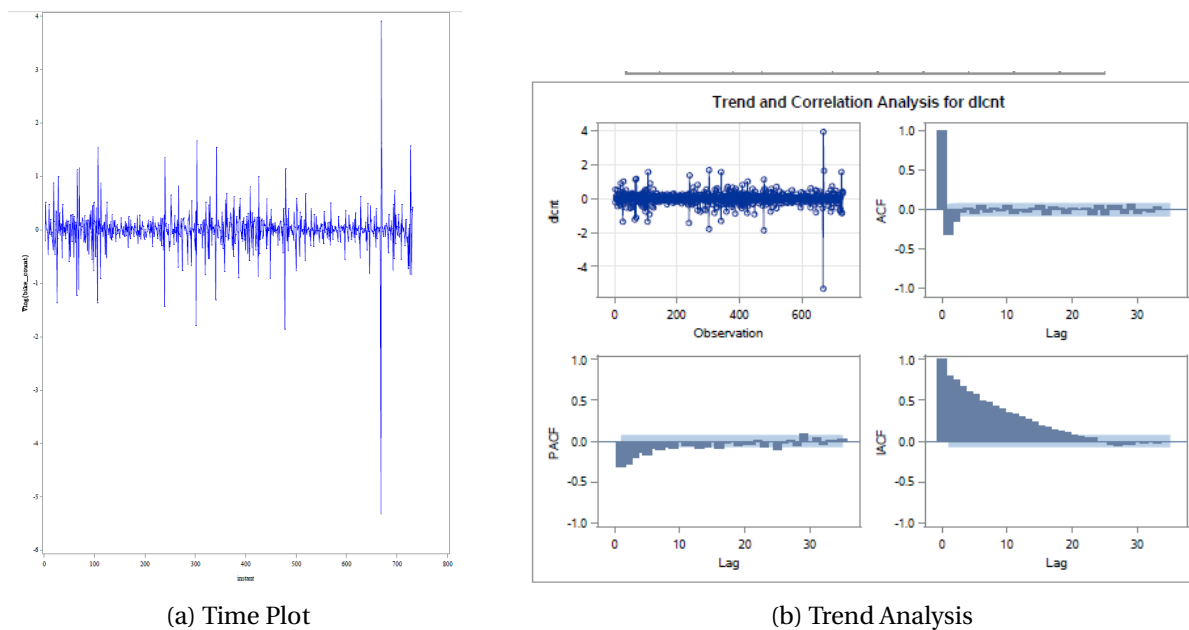 4
3
2
1
0
-1
-2
-3
-4
-5
-6
∇log(bike_count)
0 100 200 300 400 500 600 700 800
instant
(a) Time Plot
Trend and Correlation Analysis for dlcnt
4
2
0
-2
-4
dlcnt
0 200 400 600
Observation
1.0
0.5
0.0
-0.5
-1.0
ACF
0 10 20 30
Lag
1.0
0.5
0.0
-0.5
-1.0
PACF
0 10 20 30
Lag
1.0
0.5
0.0
-0.5
-1.0
IACF
0 10 20 30
Lag
(b) Trend Analysis